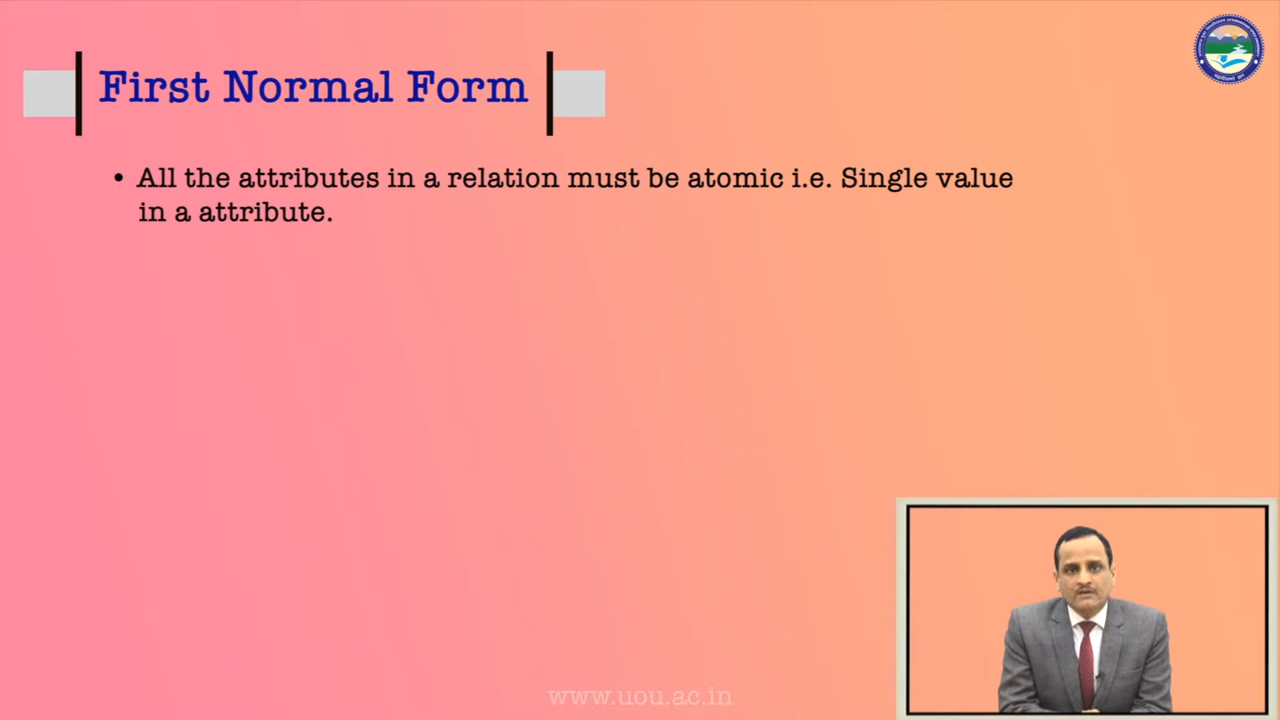 First Normal Form
• All the attributes in a relation must be atomic i.e. Single value
in a attribute.
www.uou.ac.in